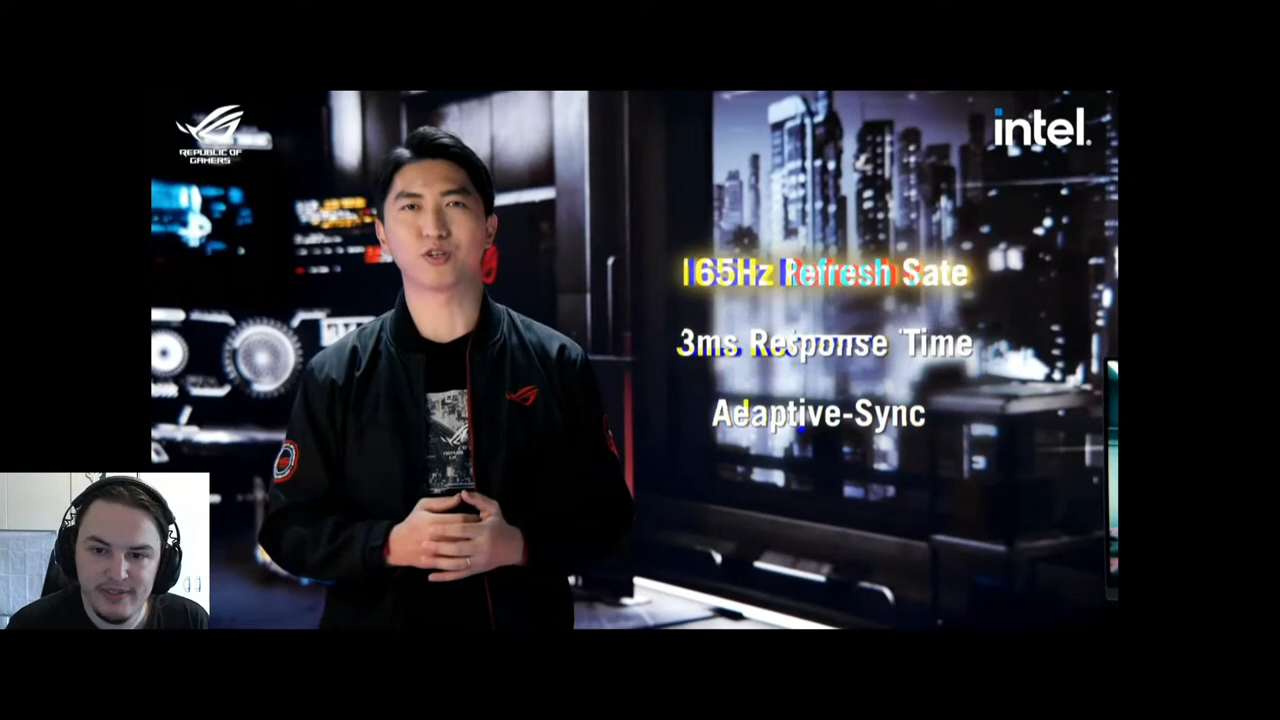 REPUBLIC OF
GAMERS
intel.
165Hz Refresh Sate
3ms Response Time
Adaptive-Sync